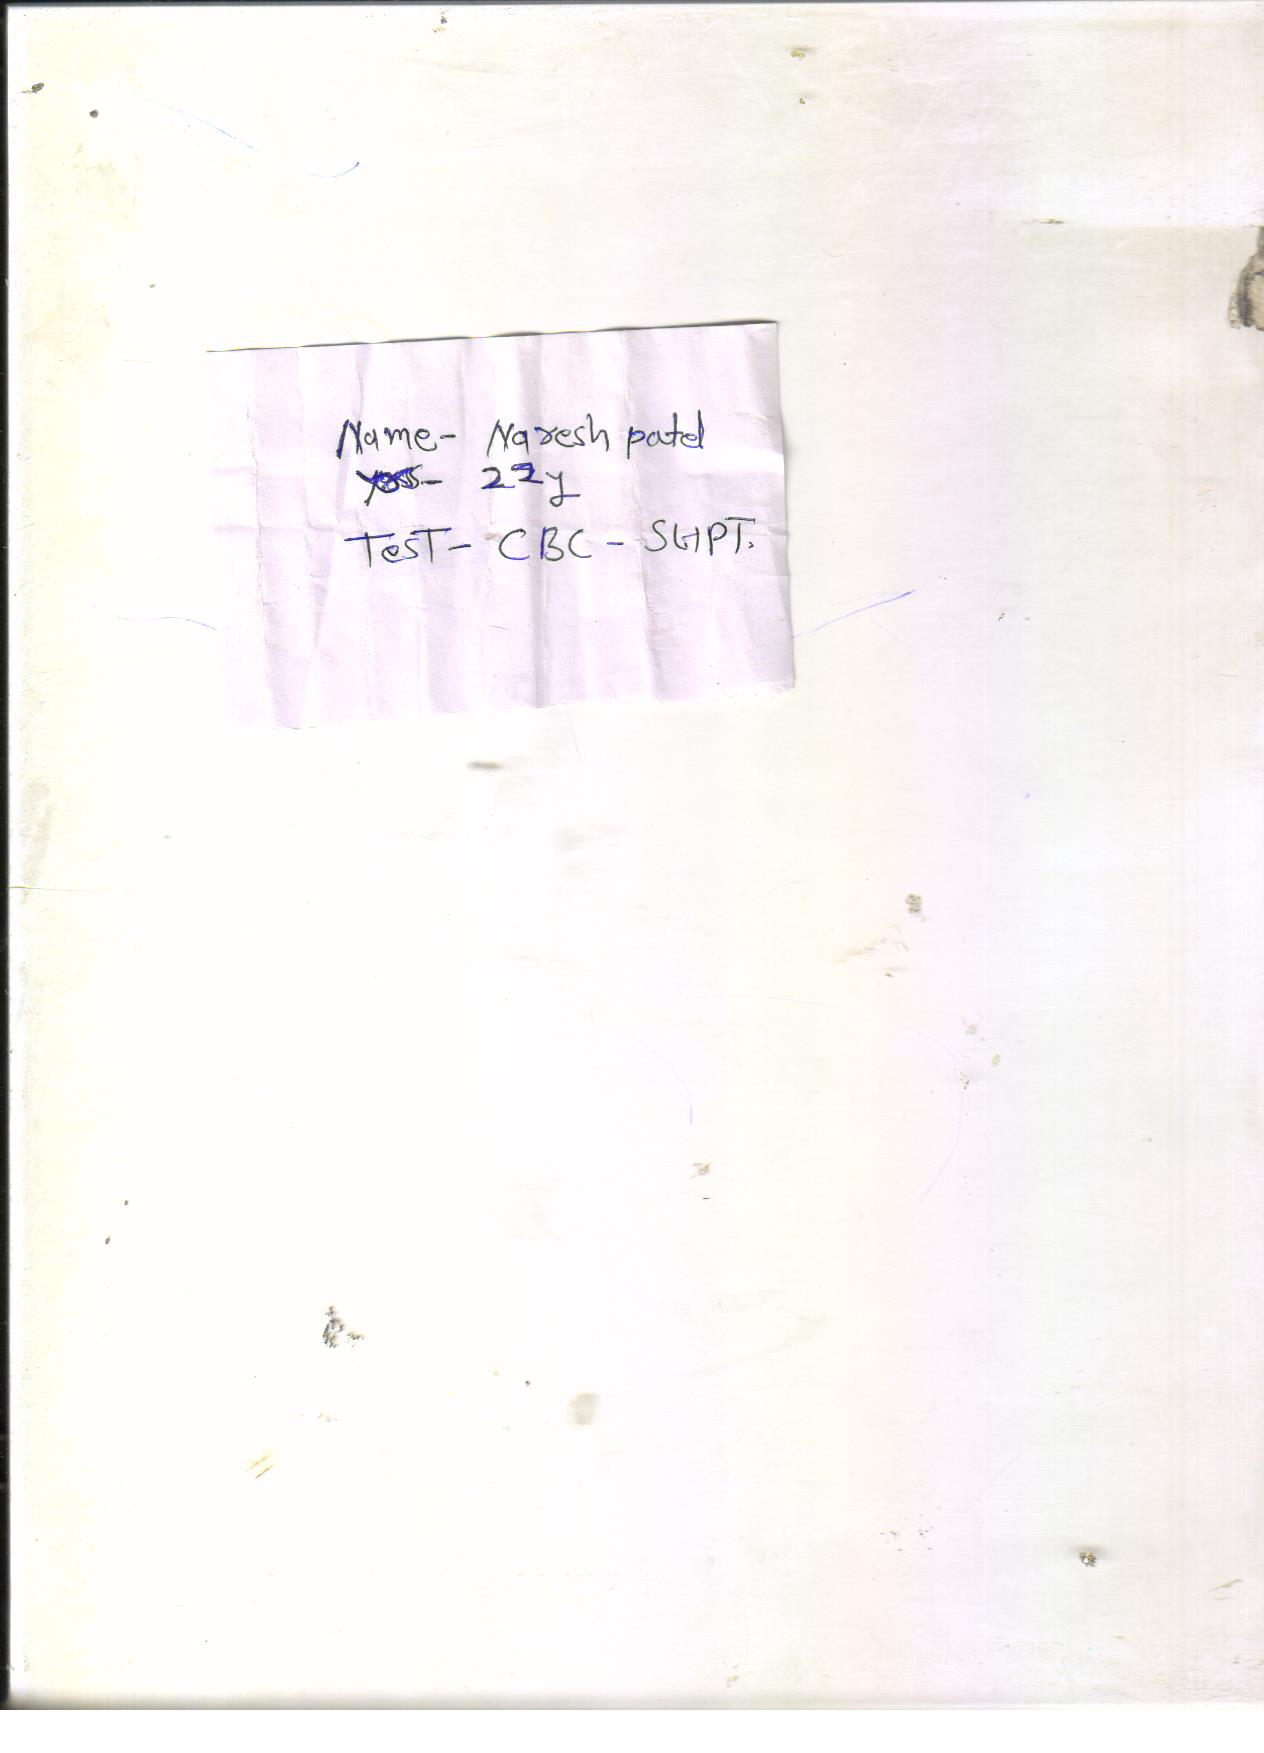 Name- Naresh patel
22y
Test- CBC - SGPT.